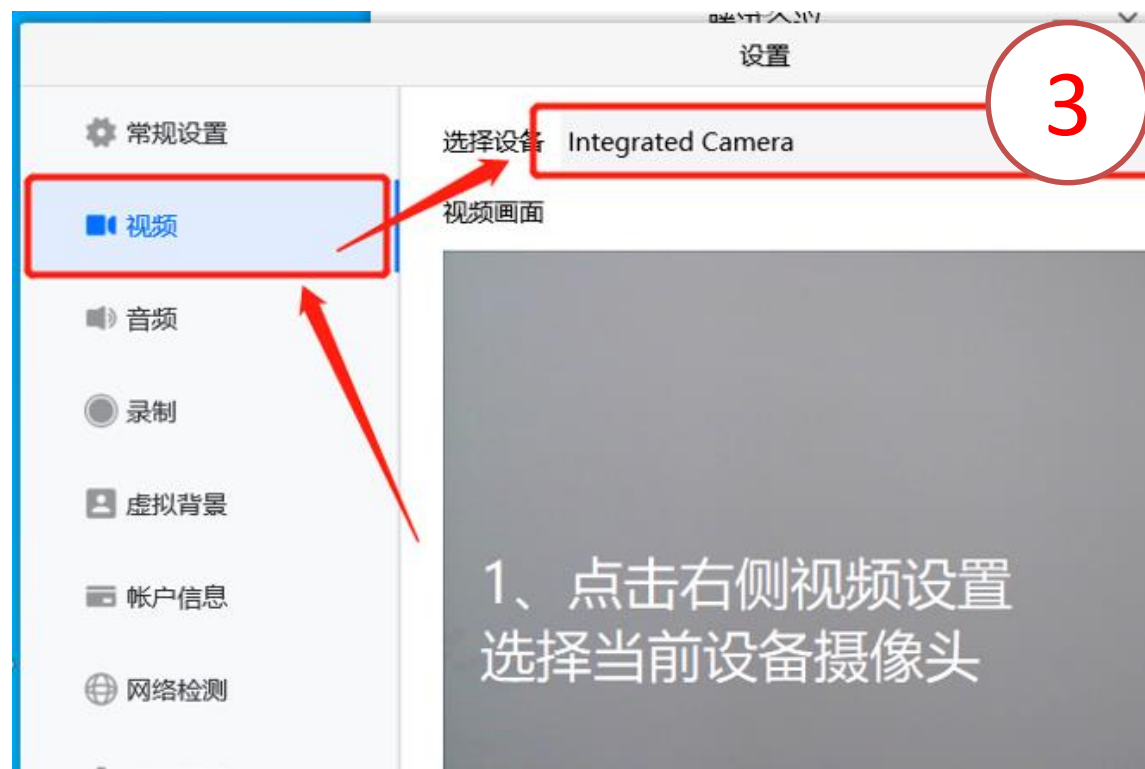 设置
3
常规设置
选择设备 Integrated Camera
视频
视频画面
音频
录制
虚拟背景
帐户信息
网络检测
1、点击右侧视频设置
选择当前设备摄像头